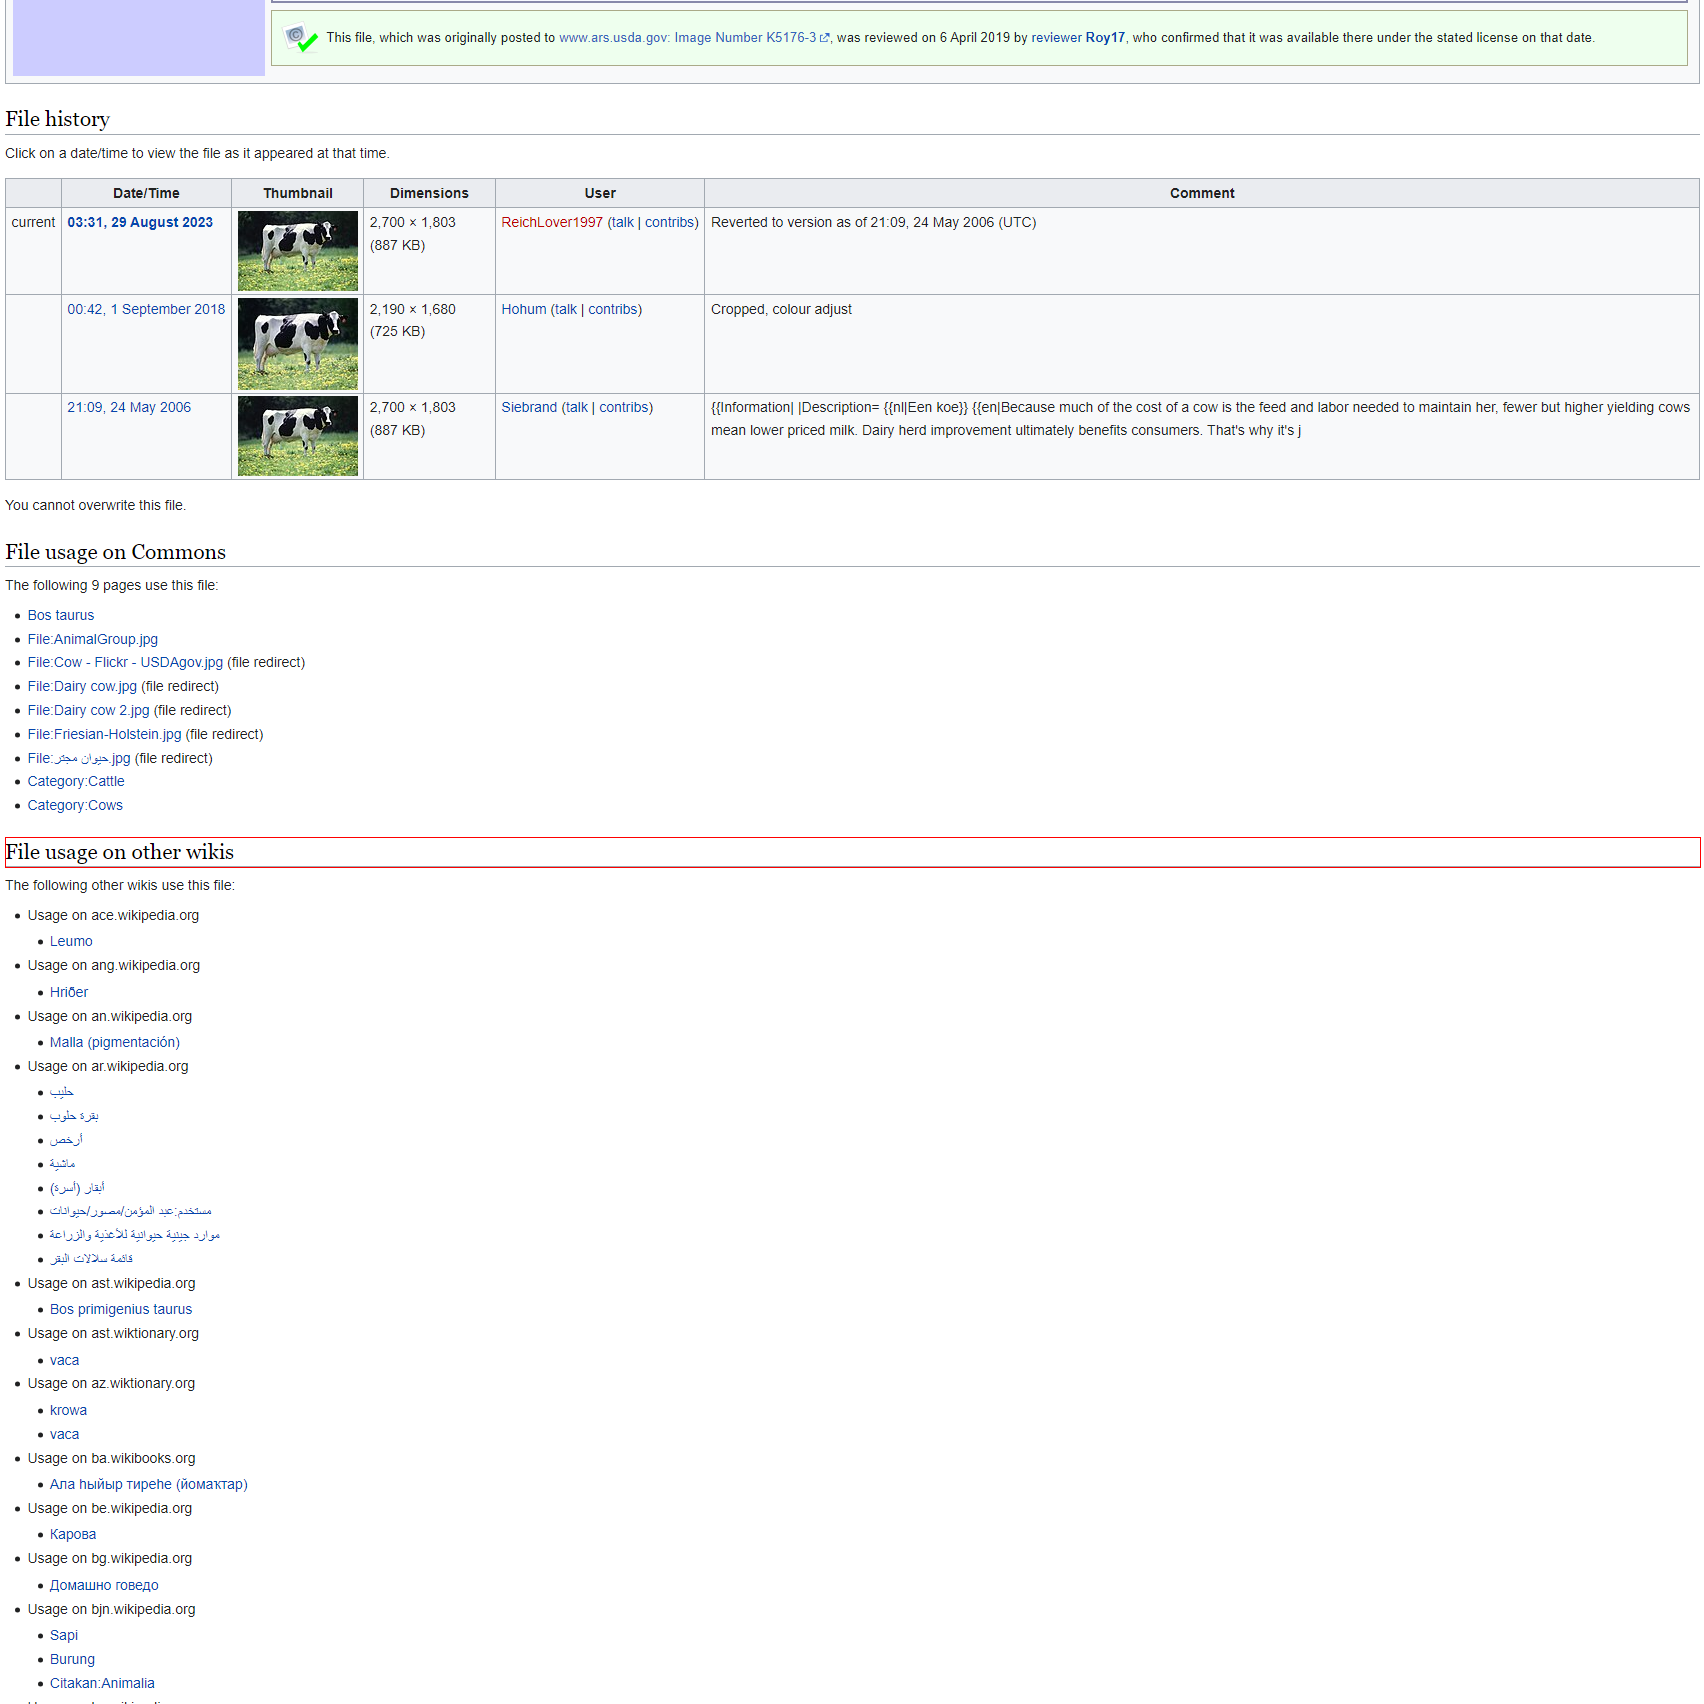 This file, which was originally posted to www.ars.usda.gov: Image Number K5176-3, was reviewed on 6 April 2019 by reviewer Roy17, who confirmed that it was available there under the stated license on that date.
File history
Click on a date/time to view the file as it appeared at that time.
Date/Time Thumbnail Dimensions User Comment
current 03:31, 29 August 2023 2,700 × 1,803 ReichLover1997 (talk | contribs) Reverted to version as of 21:09, 24 May 2006 (UTC)
(887 KB)
00:42, 1 September 2018 2,190 × 1,680 Hohum (talk | contribs) Cropped, colour adjust
(725 KB)
21:09, 24 May 2006 2,700 × 1,803 Siebrand (talk | contribs) {{Information| |Description= {{nl|Een koe}} {{en|Because much of the cost of a cow is the feed and labor needed to maintain her, fewer but higher yielding cows
(887 KB) mean lower priced milk. Dairy herd improvement ultimately benefits consumers. That's why it's j
You cannot overwrite this file.
File usage on Commons
The following 9 pages use this file:
Bos taurus
File:AnimalGroup.jpg
File:Cow - Flickr - USDAgov.jpg (file redirect)
File:Dairy cow.jpg (file redirect)
File:Dairy cow 2.jpg (file redirect)
File:Friesian-Holstein.jpg (file redirect)
File:حيوان مجتر.jpg (file redirect)
Category:Cattle
Category:Cows
File usage on other wikis
The following other wikis use this file:
Usage on ace.wikipedia.org
Leumo
Usage on ang.wikipedia.org
Hriðer
Usage on an.wikipedia.org
Malla (pigmentación)
Usage on ar.wikipedia.org
حليب
بقرة حلوب
أرخص
ماشية
أبقار (أسرة)
مستخدم:عبد المؤمن/مصور/حيوانات
موارد جينية حيوانية للأغذية والزراعة
قائمة سلالات البقر
Usage on ast.wikipedia.org
Bos primigenius taurus
Usage on ast.wiktionary.org
vaca
Usage on az.wiktionary.org
krowa
vaca
Usage on ba.wikibooks.org
Ала һыйыр тиреһе (йомаҡтар)
Usage on be.wikipedia.org
Карова
Usage on bg.wikipedia.org
Домашно говедо
Usage on bjn.wikipedia.org
Sapi
Burung
Citakan:Animalia